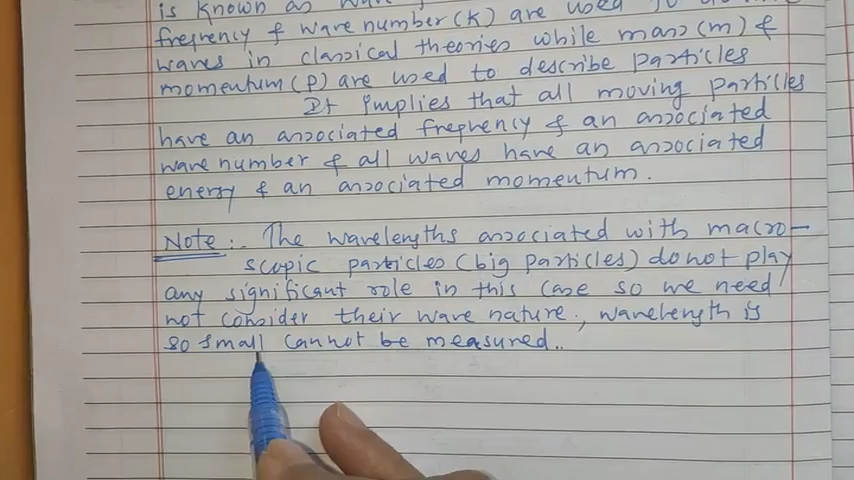 is known as
frequency & wave number (k) are used to
waves in classical theories while mass (m) &
momentum (p) are used to describe particles
It implies that all moving particles
have an associated frequency & an associated
wave number & all waves have an associated
energy & an associated momentum.
Note :- The wavelengths associated with macro-
scopic particles (big particles) do not play
any significant role in this case so we need
not consider their wave nature., wavelength is
so small cannot be measured..